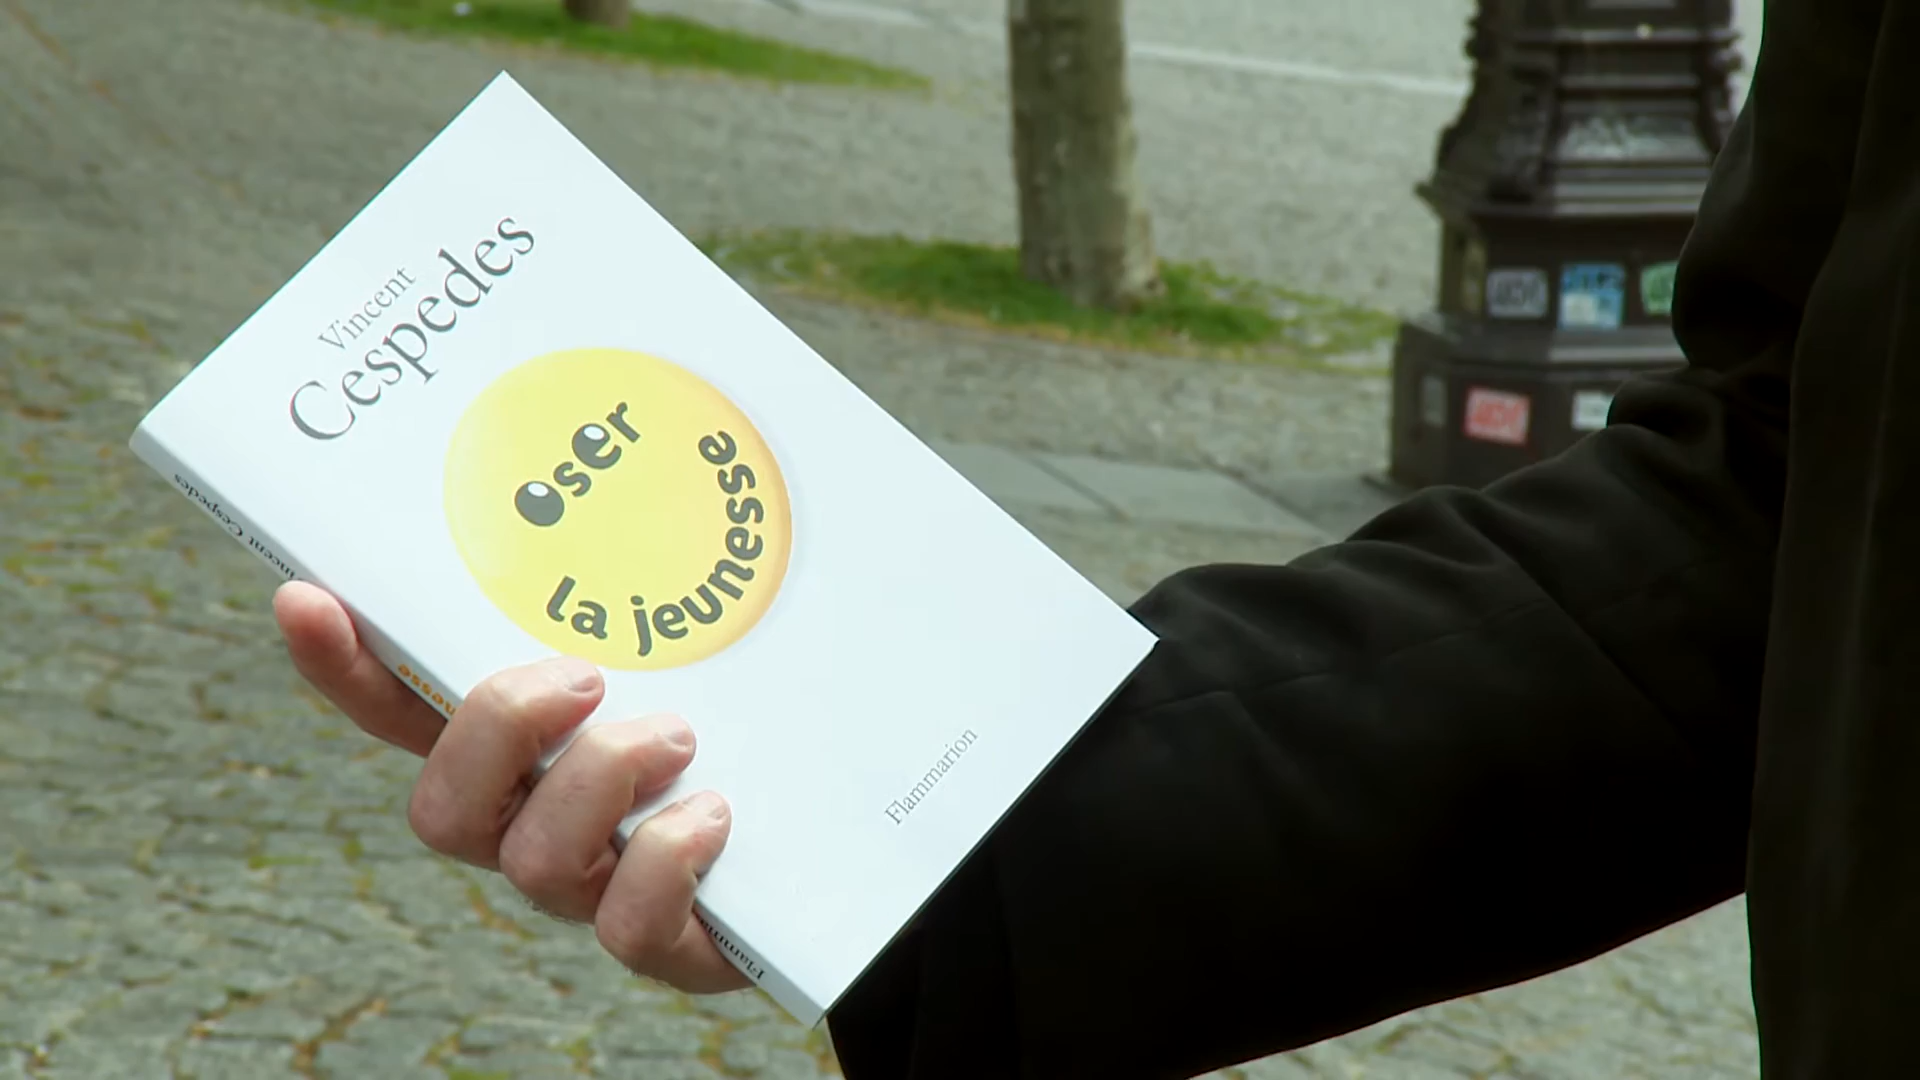 Vincent
Cespedes
Oser
la jeunesse
Flammarion
Vincent Cespedes